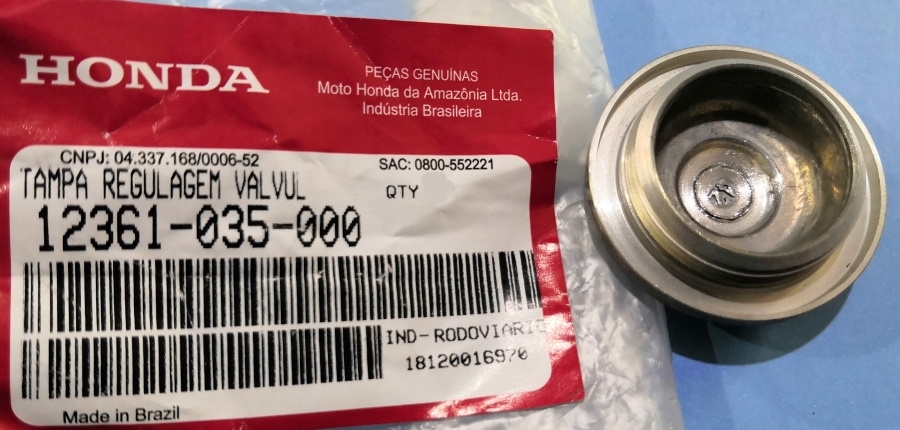 HONDA
PEÇAS GENUÍNAS
Moto Honda da Amazônia Ltda.
Indústria Brasileira
CNPJ: 04.337.168/0006-52
SAC: 0800-552221
TAMPA REGULAGEM VALVUL
QTY
12361-035-000
IND-RODOVIARIO
18120016970
Made in Brazil